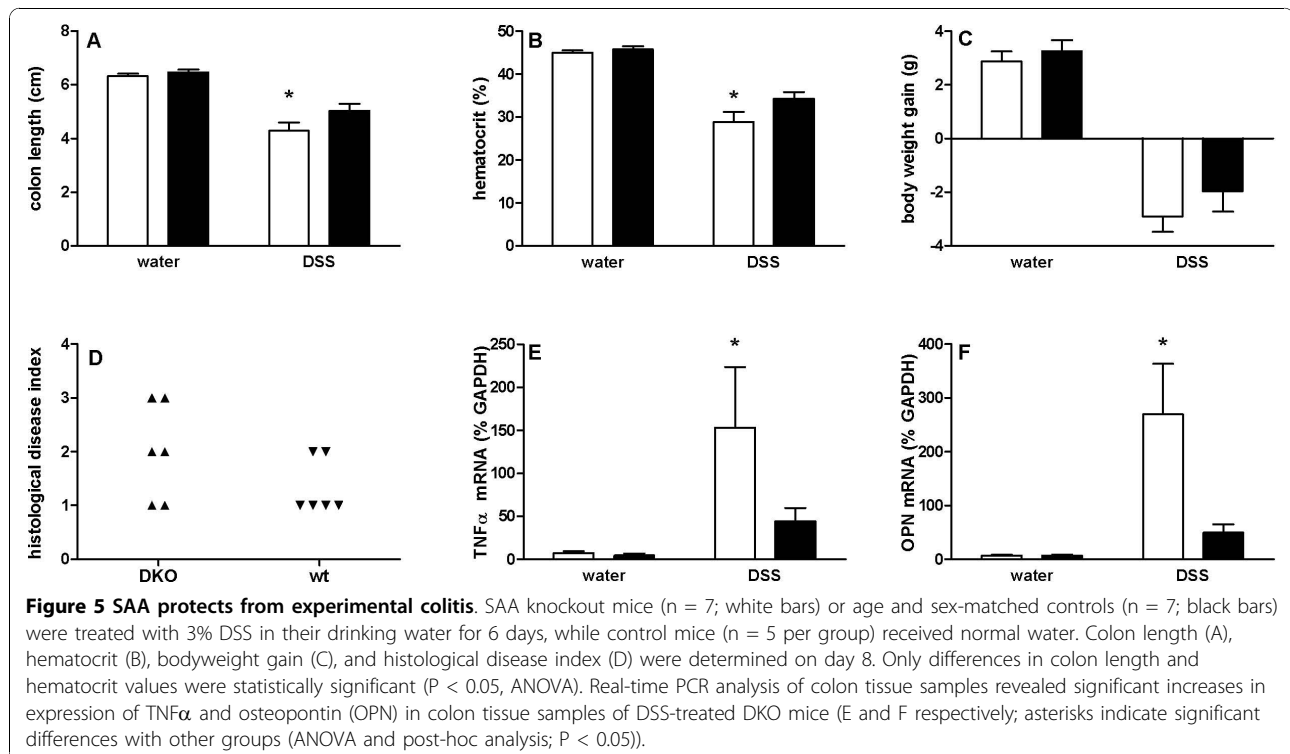 A
colon length (cm)
8
6
4
2
0
*
water DSS
B
hematocrit (%)
50
40
30
20
10
0
*
water DSS
C
body weight gain (g)
4
2
0
-2
-4
water DSS
D
histological disease index
4
3
2
1
0
DKO wt
E
TNFα mRNA (% GAPDH)
250
200
150
100
50
0
*
water DSS
F
OPN mRNA (% GAPDH)
400
300
200
100
0
*
water DSS
Figure 5 SAA protects from experimental colitis. SAA knockout mice (n = 7; white bars) or age and sex-matched controls (n = 7; black bars)
were treated with 3% DSS in their drinking water for 6 days, while control mice (n = 5 per group) received normal water. Colon length (A),
hematocrit (B), bodyweight gain (C), and histological disease index (D) were determined on day 8. Only differences in colon length and
hematocrit values were statistically significant (P < 0.05, ANOVA). Real-time PCR analysis of colon tissue samples revealed significant increases in
expression of TNFα and osteopontin (OPN) in colon tissue samples of DSS-treated DKO mice (E and F respectively; asterisks indicate significant
differences with other groups (ANOVA and post-hoc analysis; P < 0.05)).